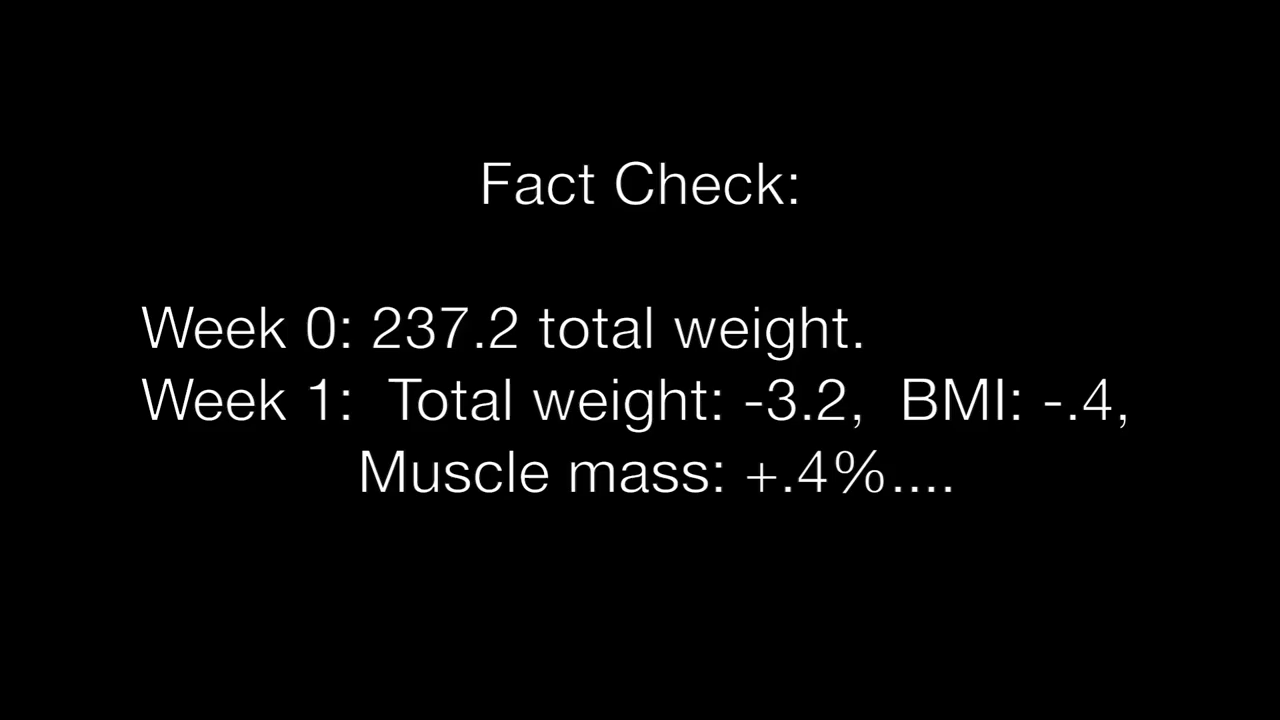 Fact Check:
Week 0: 237.2 total weight.
Week 1:  Total weight: -3.2,  BMI: -.4,
Muscle mass: +.4%....